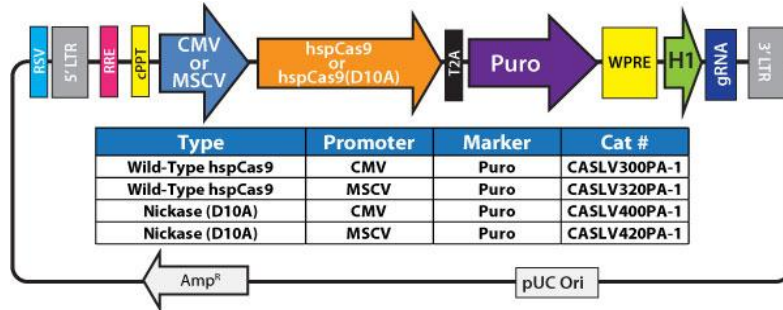 RSV
5' LTR
RRE
cPPT
CMV
or
MSCV
hspCas9
or
hspCas9(D10A)
T2A
Puro
WPRE
H1
gRNA
3' LTR
Type Promoter Marker Cat #
Wild-Type hspCas9 CMV Puro CASLV300PA-1
Wild-Type hspCas9 MSCV Puro CASLV320PA-1
Nickase (D10A) CMV Puro CASLV400PA-1
Nickase (D10A) MSCV Puro CASLV420PA-1
Ampᴿ
pUC Ori